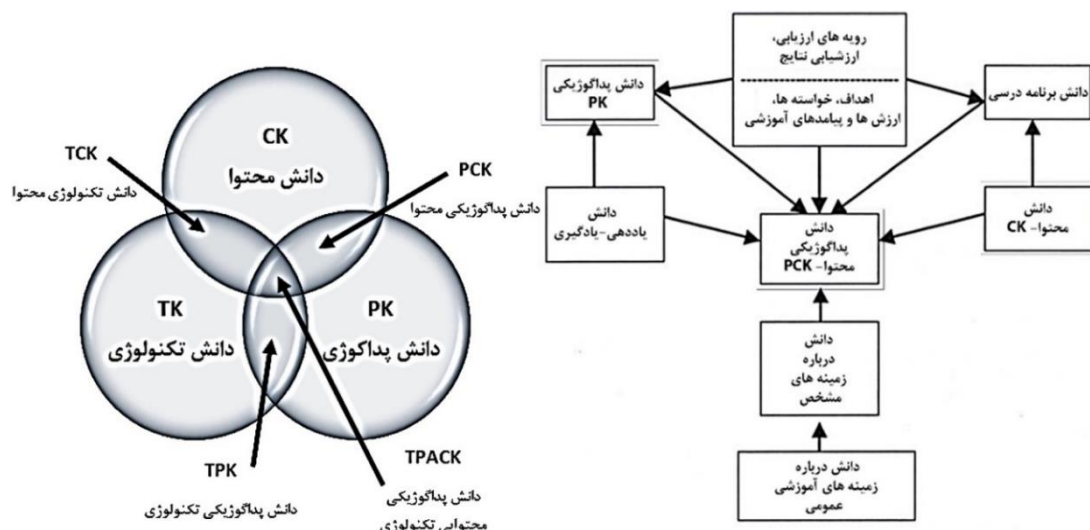 CK
دانش محتوا
TCK
دانش تکنولوژی محتوا
PCK
دانش پداگوژیکی محتوا
TK
دانش تکنولوژی
PK
دانش پداکوژی
TPK
دانش پداگوژیکی تکنولوژی
TPACK
دانش پداگوژیکی
محتوایی تکنولوژی
رویه های ارزیابی،
ارزشیابی نتایج
اهداف، خواسته ها،
ارزش ها و پیامدهای آموزشی
دانش پداگوژیکی
PK
دانش برنامه درسی
دانش
یاددهی-یادگیری
دانش
پداگوژیکی
محتوا- PCK
دانش
محتوا- CK
دانش
درباره
زمینه های
مشخص
دانش درباره
زمینه های آموزشی
عمومی